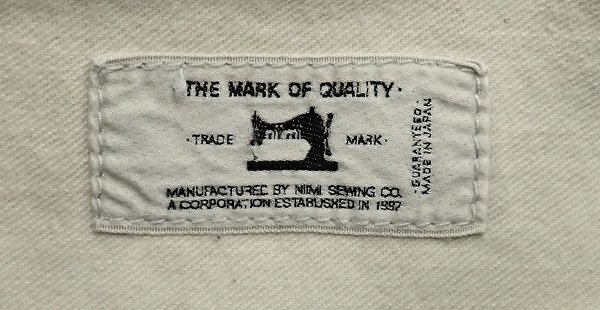 THE MARK OF QUALITY·
·TRADE MARK·
MANUFACTURED BY NIIMI SEWING CO.
A CORPORATION ESTABLISHED IN 1997
·GUARANTEED·
MADE IN JAPAN